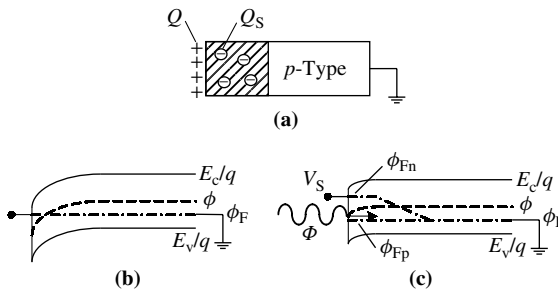 Q Q_S
+ + + +
p-Type
(a)
E_c/q
ϕ
ϕ_F
E_v/q
(b)
ϕ_Fn
V_S
E_c/q
ϕ
Φ
ϕ_F
ϕ_Fp
E_v/q
(c)